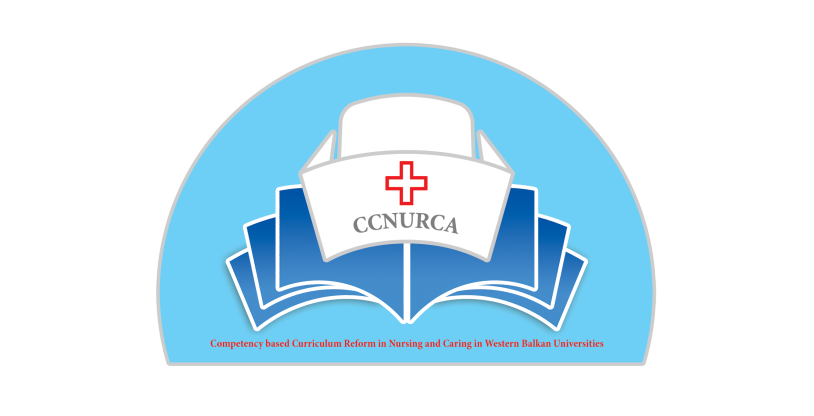 CCNURCA
Competency based Curriculum Reform in Nursing and Caring in Western Balkan Universities